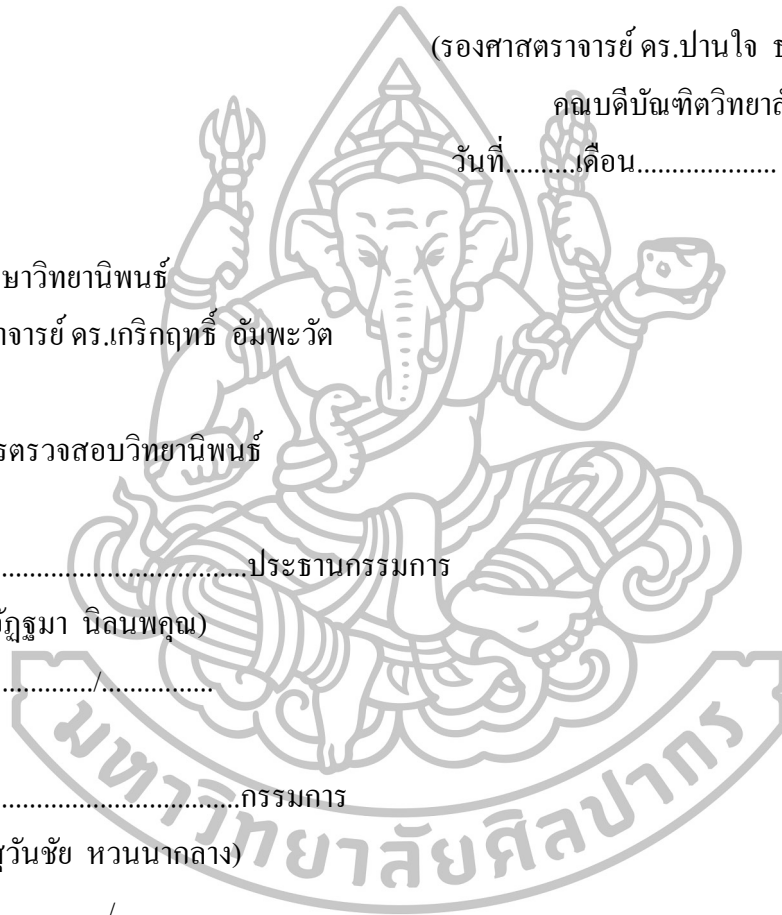 (รองศาสตราจารย์ ดร.ปานใจ
คณบดีบัณฑิตวิทยาลั
วันที่..........เดือน....................
ษาวิทยานิพนธ์
าจารย์ ดร.เกริกฤทธิ์ อัมพะวัต
รตรวจสอบวิทยานิพนธ์
...................................ประธานกรรมการ
ัฏฐมา นิลนพคุณ)
............./................
..................................กรรมการ
สุวันชัย หวนนากลาง)
มหาวิทยาลัยศิลปากร